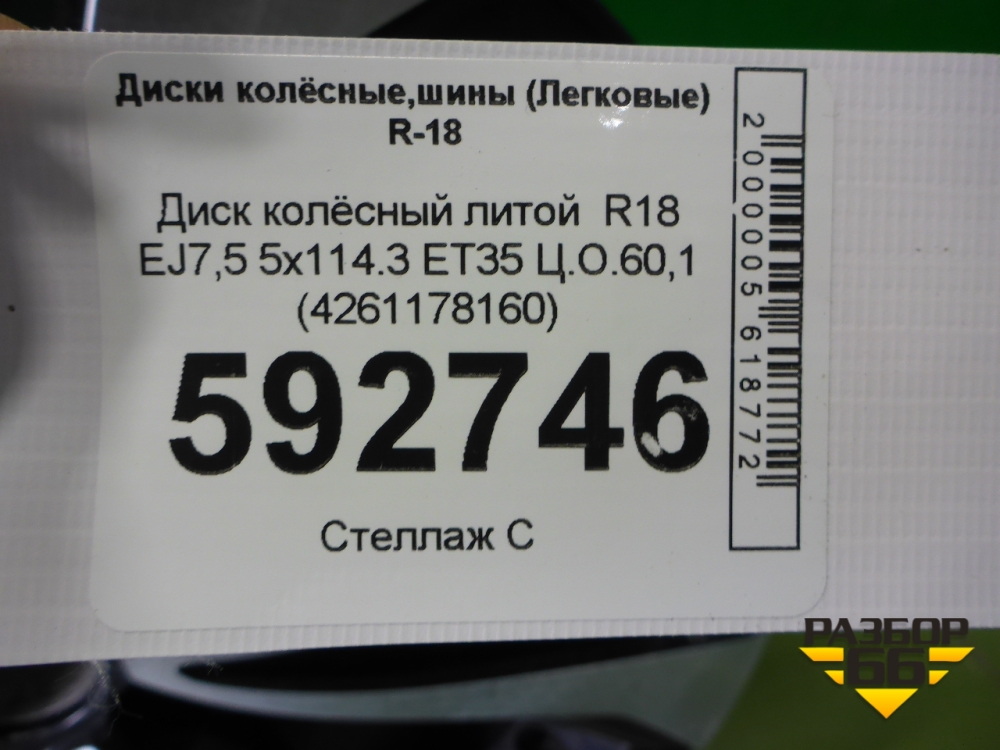 Диски колёсные,шины (Легковые)
R-18
Диск колёсный литой R18
EJ7,5 5x114.3 ET35 Ц.О.60,1
(4261178160)
592746
Стеллаж С
2000005618772
РАЗБОР
66